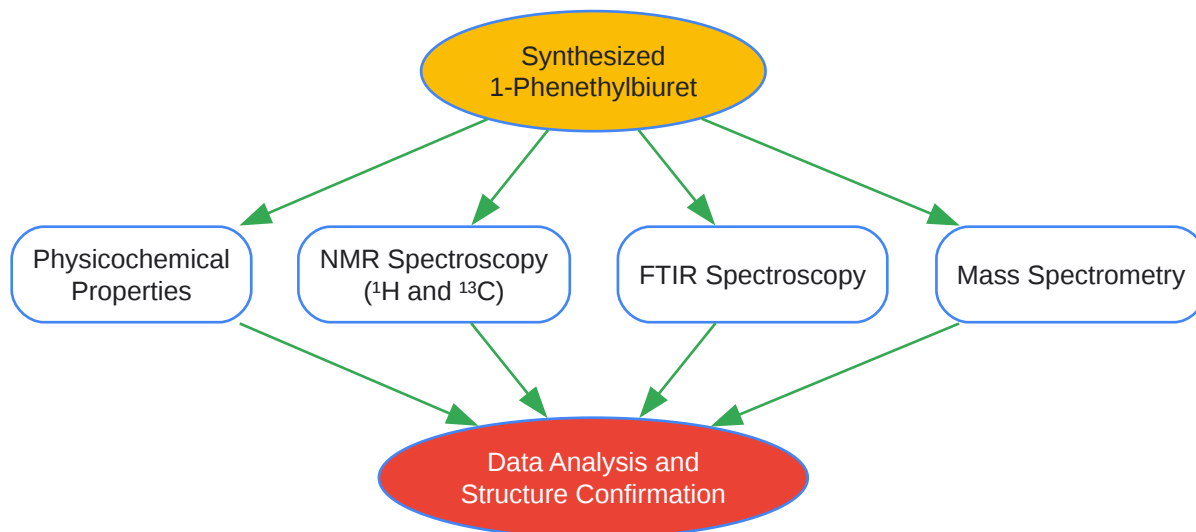 Synthesized
1-Phenethylbiuret
Physicochemical
Properties
NMR Spectroscopy
(¹H and ¹³C)
FTIR Spectroscopy
Mass Spectrometry
Data Analysis and
Structure Confirmation